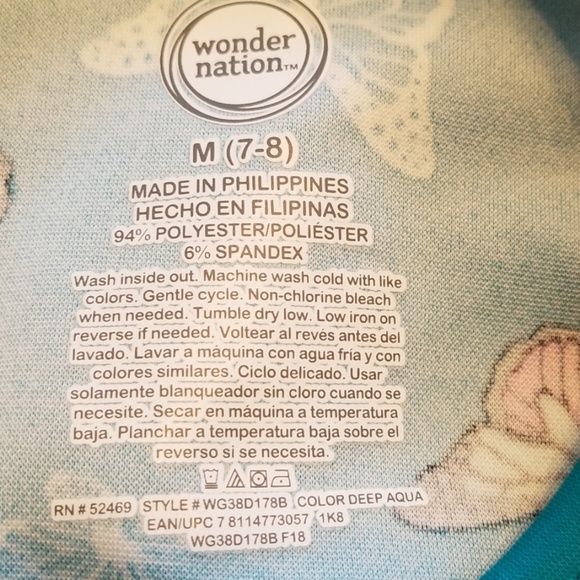 wonder
nation™
M (7-8)
MADE IN PHILIPPINES
HECHO EN FILIPINAS
94% POLYESTER/POLIÉSTER
6% SPANDEX
Wash inside out. Machine wash cold with like
colors. Gentle cycle. Non-chlorine bleach
when needed. Tumble dry low. Low iron on
reverse if needed. Voltear al revés antes del
lavado. Lavar a máquina con agua fria y con
colores similares. Ciclo delicado. Usar
solamente blanqueador sin cloro cuando se
necesite. Secar en máquina a temperatura
baja. Planchar a temperatura baja sobre el
reverso si se necesita.
RN # 52469 STYLE # WG38D178B COLOR DEEP AQUA
EAN/UPC 7 8114773057 1K8
WG38D178B F18